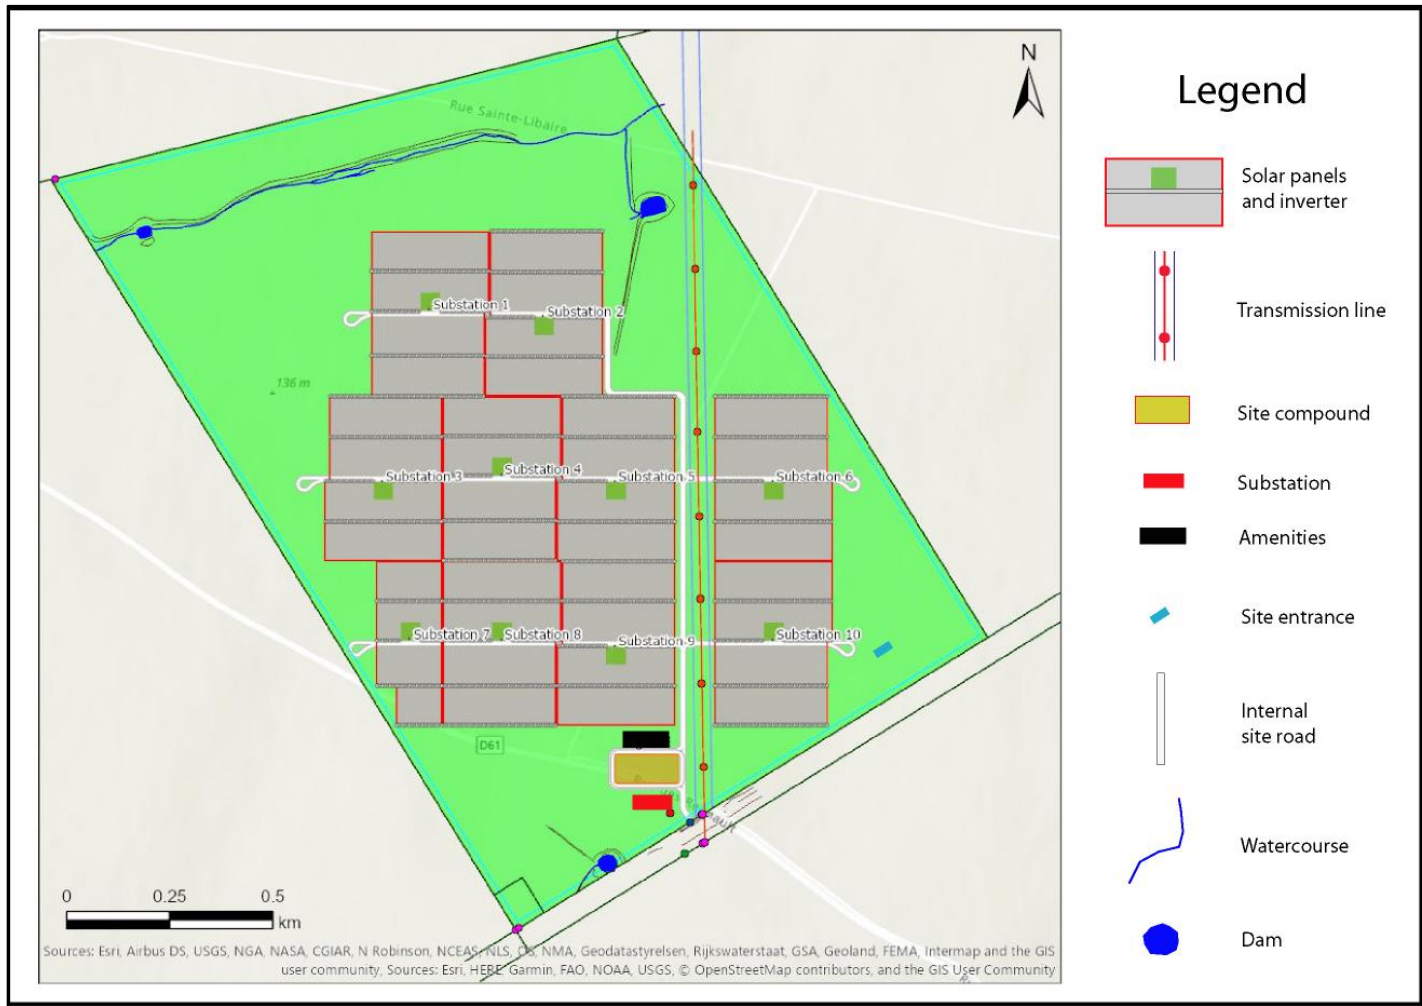 N
Rue Sainte-Libaire
136 m
Substation 1
Substation 2
Substation 3
Substation 4
Substation 5
Substation 6
Substation 7
Substation 8
Substation 9
Substation 10
D61
0 0.25 0.5
km
Sources: Esri, Airbus DS, USGS, NGA, NASA, CGIAR, N Robinson, NCEAS, NLS, OS, NMA, Geodatastyrelsen, Rijkswaterstaat, GSA, Geoland, FEMA, Intermap and the GIS
user community, Sources: Esri, HERE, Garmin, FAO, NOAA, USGS, © OpenStreetMap contributors, and the GIS User Community
Legend
Solar panels
and inverter
Transmission line
Site compound
Substation
Amenities
Site entrance
Internal
site road
Watercourse
Dam